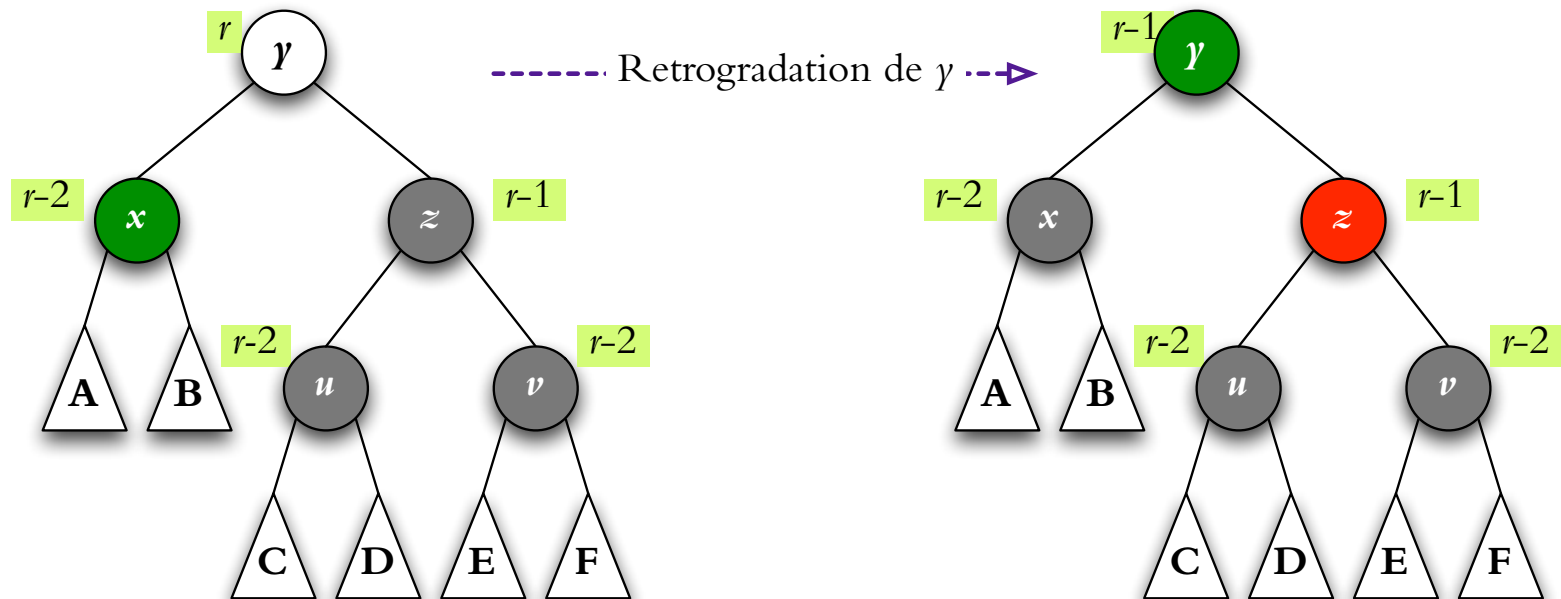 r
γ
Retrogradation de γ
r-1
γ
r-2
x
z
r-1
r-2
x
z
r-1
A
B
r-2
u
v
r-2
A
B
r-2
u
v
r-2
C
D
E
F
C
D
E
F